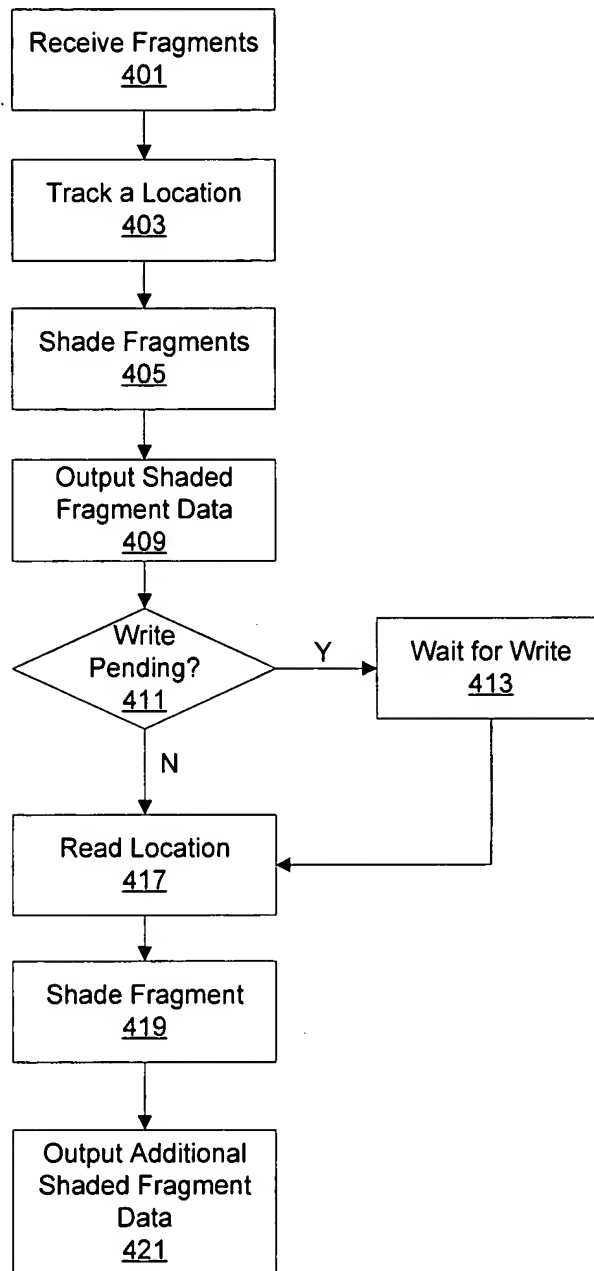 Receive Fragments
401
Track a Location
403
Shade Fragments
405
Output Shaded
Fragment Data
409
Write
Pending?
411
Y
Wait for Write
413
N
Read Location
417
Shade Fragment
419
Output Additional
Shaded Fragment
Data
421